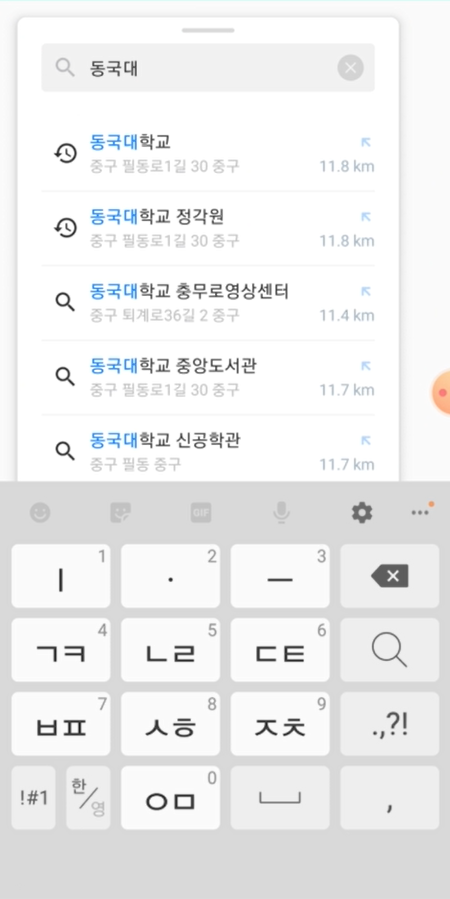 동국대
동국대학교
중구 필동로1길 30 중구
11.8 km
동국대학교 정각원
중구 필동로1길 30 중구
11.8 km
동국대학교 충무로영상센터
중구 퇴계로36길 2 중구
11.4 km
동국대학교 중앙도서관
중구 필동로1길 30 중구
11.7 km
동국대학교 신공학관
중구 필동 중구
11.7 km
GIF
ㅣ 1 · 2 ㅡ 3
ㄱㅋ 4 ㄴㄹ 5 ㄷㅌ 6
ㅂㅍ 7 ㅅㅎ 8 ㅈㅊ 9 .,?!
!#1 한/영 ㅇㅁ 0 ,